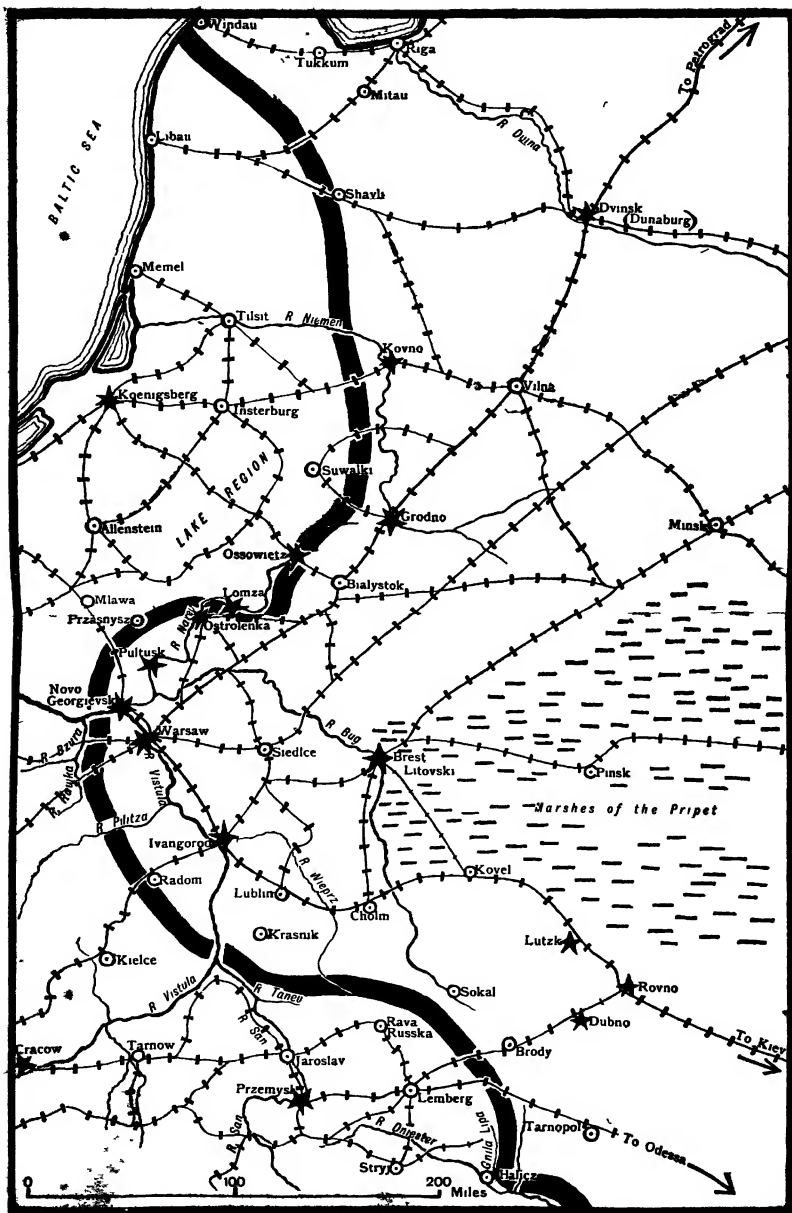 Windau
Tukkum
Riga
To Petrograd
Mitau
BALTIC SEA
Libau
R Dvina
Shavli
Dvinsk
(Dunaburg)
Memel
Tilsit
R Niemen
Kovno
Vilna
Koenigsberg
Insterburg
LAKE REGION
Suwalki
Grodno
Minsk
Allenstein
Ossowietz
Bialystok
Mlawa
Lomza
Przasnysz
R Narev
Ostrolenka
Pultusk
Novo
Georgievsk
R Bzura
Warsaw
R Bug
Siedlce
Brest
Litovski
Pinsk
R Rawka
R Vistula
Marshes of the Pripet
R Pilitza
Ivangorod
R Wieprz
Radom
Lublin
Kovel
Cholm
Krasnik
Lutzk
Kielce
Sokal
Rovno
R Vistula
R Tanev
R San
Dubno
Rava
Russka
To Kiev
Cracow
Tarnow
Jaroslav
Brody
Przemysl
Lemberg
R San
R Dniester
Gnila Lipa
Tarnopol
To Odessa
Stryj
Halicz
0 100 200
Miles